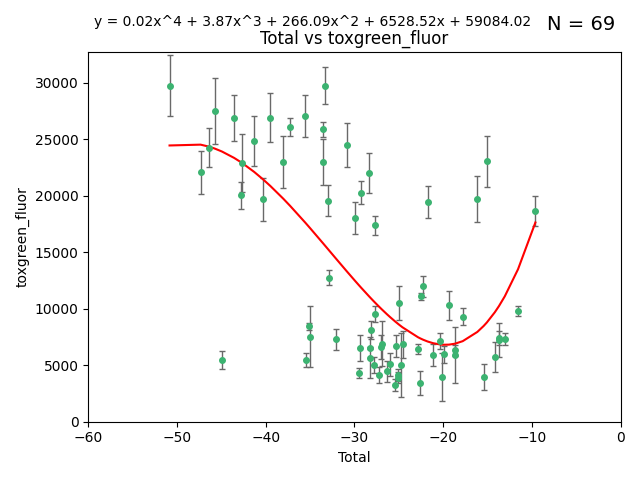 y = 0.02x^4 + 3.87x^3 + 266.09x^2 + 6528.52x + 59084.02
N = 69
Total vs toxgreen_fluor
30000
25000
20000
15000
10000
5000
0
toxgreen_fluor
−60
−50
−40
−30
−20
−10
0
Total